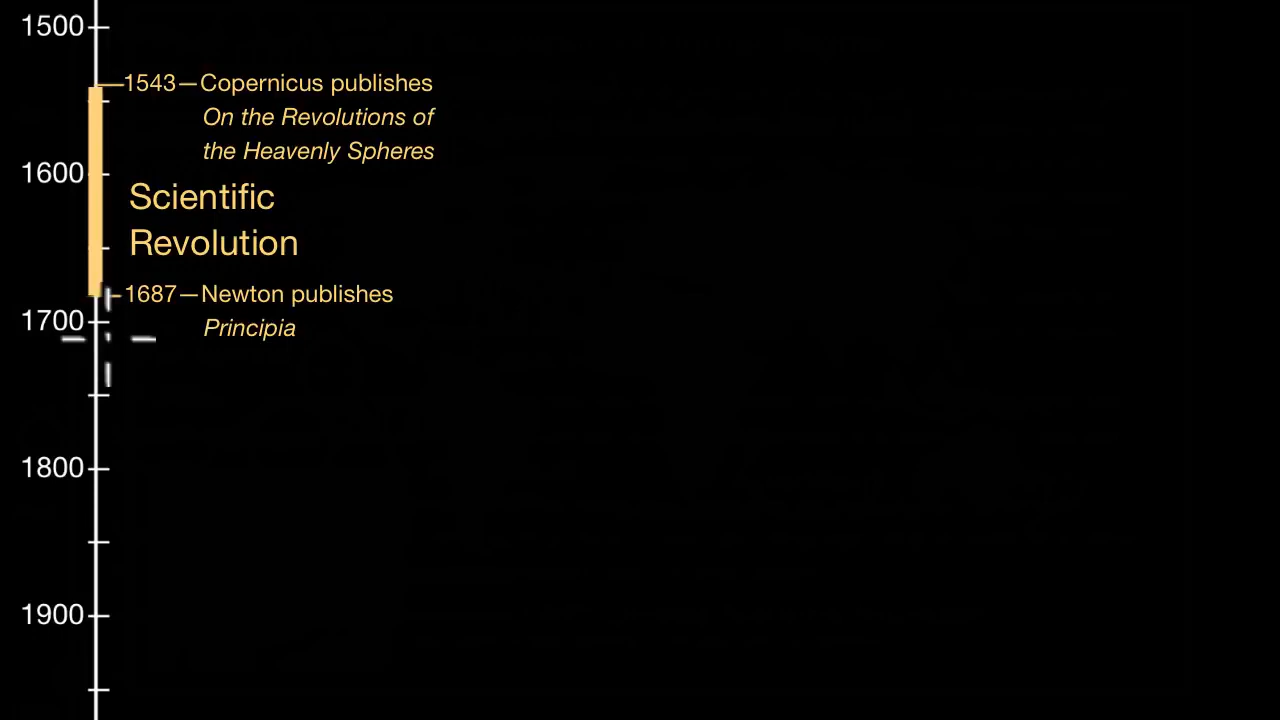 1500
1543—Copernicus publishes
On the Revolutions of
the Heavenly Spheres
1600
Scientific
Revolution
1687—Newton publishes
1700
Principia
1800
1900